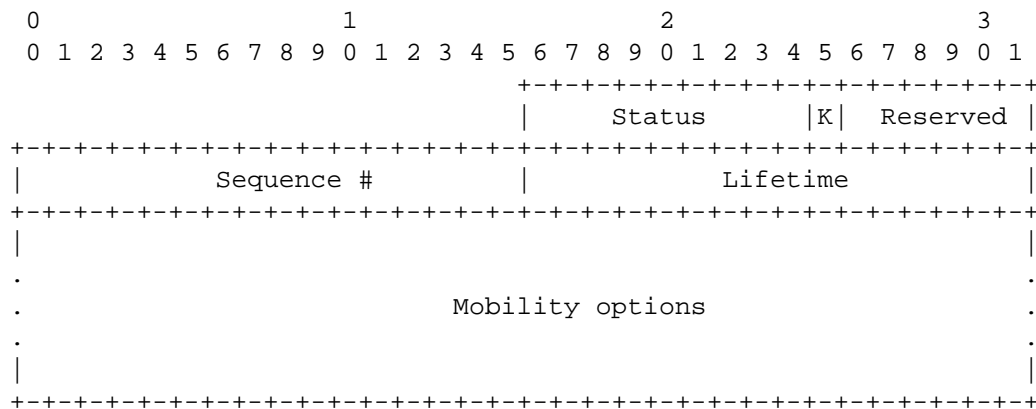 0                   1                   2                   3
 0 1 2 3 4 5 6 7 8 9 0 1 2 3 4 5 6 7 8 9 0 1 2 3 4 5 6 7 8 9 0 1
                                +-+-+-+-+-+-+-+-+-+-+-+-+-+-+-+-+
                                |     Status      |K|  Reserved |
+-+-+-+-+-+-+-+-+-+-+-+-+-+-+-+-+-+-+-+-+-+-+-+-+-+-+-+-+-+-+-+-+
|            Sequence #         |            Lifetime           |
+-+-+-+-+-+-+-+-+-+-+-+-+-+-+-+-+-+-+-+-+-+-+-+-+-+-+-+-+-+-+-+-+
|                                                               |
.                                                               .
.                           Mobility options                    .
.                                                               .
|                                                               |
+-+-+-+-+-+-+-+-+-+-+-+-+-+-+-+-+-+-+-+-+-+-+-+-+-+-+-+-+-+-+-+-+